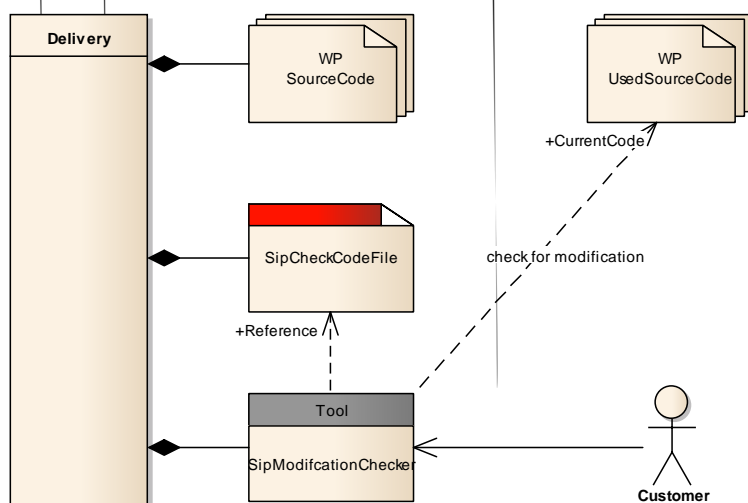 Delivery
WP
SourceCode
WP
UsedSourceCode
+CurrentCode
check for modification
SipCheckCodeFile
+Reference
Tool
SipModifcationChecker
Customer